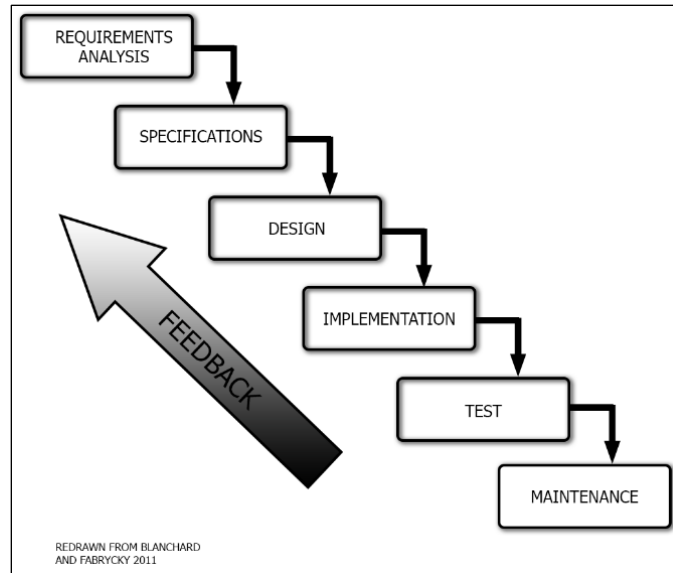 REQUIREMENTS
ANALYSIS
SPECIFICATIONS
DESIGN
IMPLEMENTATION
FEEDBACK
TEST
MAINTENANCE
REDRAWN FROM BLANCHARD
AND FABRYCKY 2011